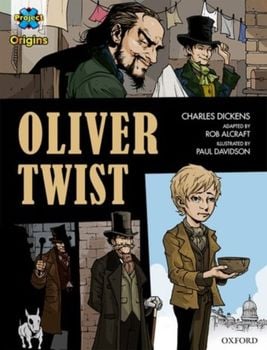 Project
X
Origins
OLIVER
TWIST
CHARLES DICKENS
ADAPTED BY
ROB ALCRAFT
ILLUSTRATED BY
PAUL DAVIDSON
OXFORD